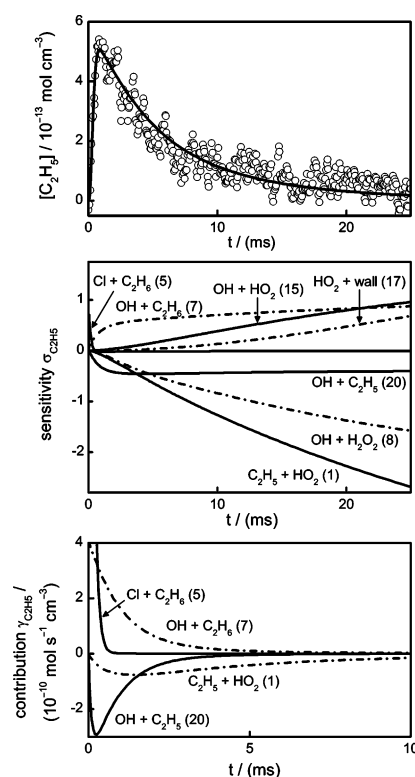 [C₂H₅] / 10⁻¹³ mol cm⁻³
6
4
2
0
0 10 20
t / (ms)
sensitivity σC2H5
1
0
-1
-2
Cl + C₂H₆ (5)
OH + C₂H₆ (7)
OH + HO₂ (15)
HO₂ + wall (17)
OH + C₂H₅ (20)
OH + H₂O₂ (8)
C₂H₅ + HO₂ (1)
0 10 20
t / (ms)
contribution γC2H5 /
(10⁻¹⁰ mol s⁻¹ cm⁻³)
4
2
0
-2
Cl + C₂H₆ (5)
OH + C₂H₆ (7)
C₂H₅ + HO₂ (1)
OH + C₂H₅ (20)
0 5 10
t / (ms)